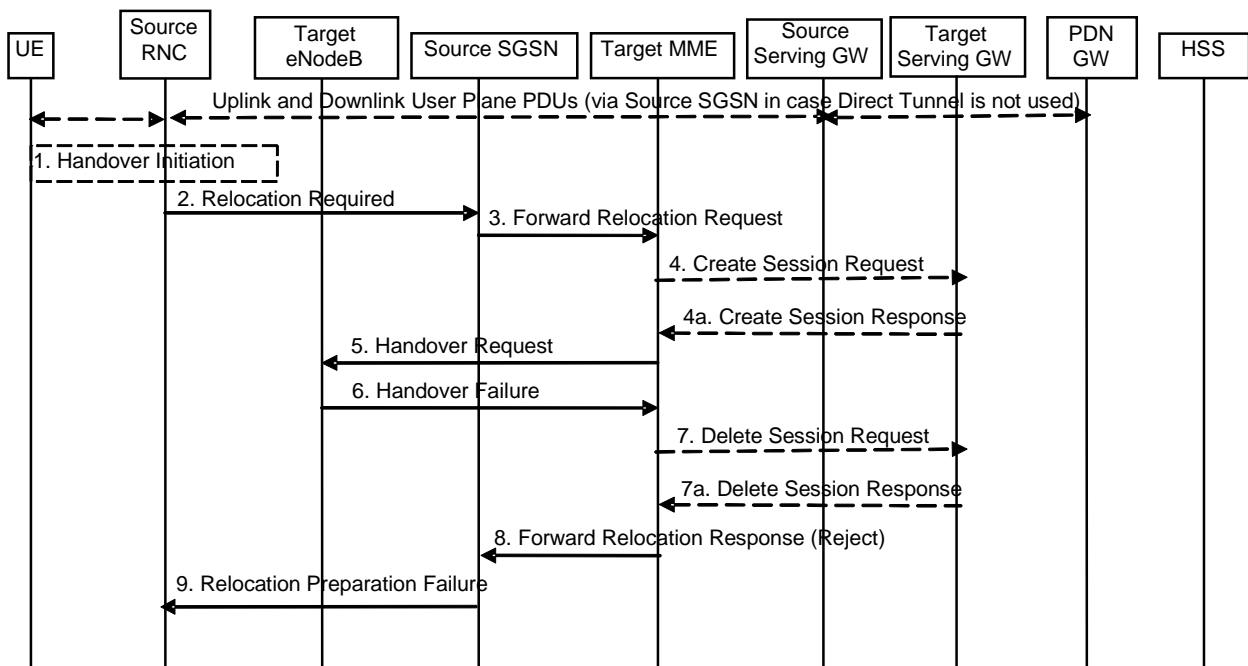 UE
Source
RNC
Target
eNodeB
Source SGSN
Target MME
Source
Serving GW
Target
Serving GW
PDN
GW
HSS
Uplink and Downlink User Plane PDUs (via Source SGSN in case Direct Tunnel is not used)
1. Handover Initiation
2. Relocation Required
3. Forward Relocation Request
4. Create Session Request
4a. Create Session Response
5. Handover Request
6. Handover Failure
7. Delete Session Request
7a. Delete Session Response
8. Forward Relocation Response (Reject)
9. Relocation Preparation Failure